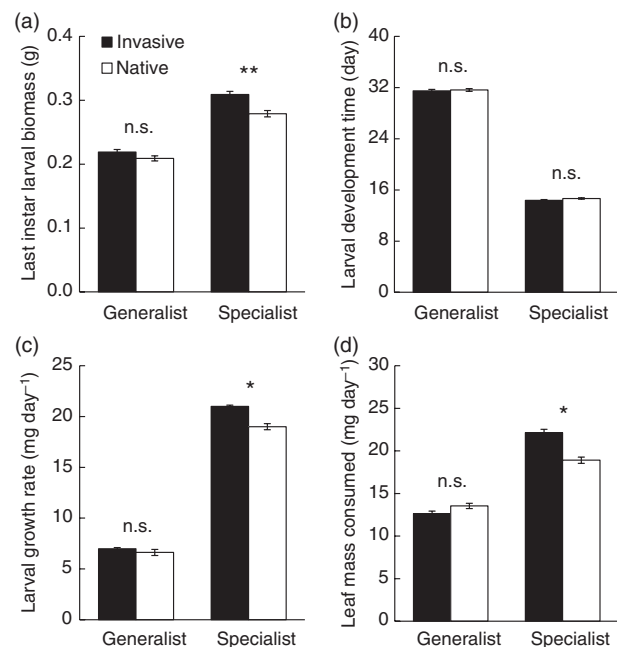 (a)
Invasive
Native
Last instar larval biomass (g)
0.4
0.3
0.2
0.1
0.0
n.s.
**
Generalist Specialist
(b)
Larval development time (day)
40
32
24
16
8
0
n.s.
n.s.
Generalist Specialist
(c)
Larval growth rate (mg day⁻¹)
25
20
15
10
5
0
n.s.
*
Generalist Specialist
(d)
Leaf mass consumed (mg day⁻¹)
30
25
20
15
10
5
0
n.s.
*
Generalist Specialist